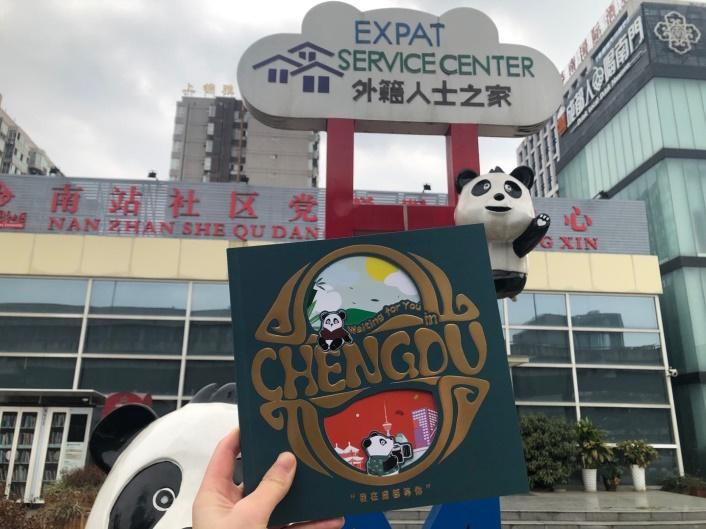 EXPAT
SERVICE CENTER
外籍人士之家
南站社区党
心
NAN ZHAN SHE QU DAN
G XIN
Waiting for You
in
CHENGDU
"我在成都等你"